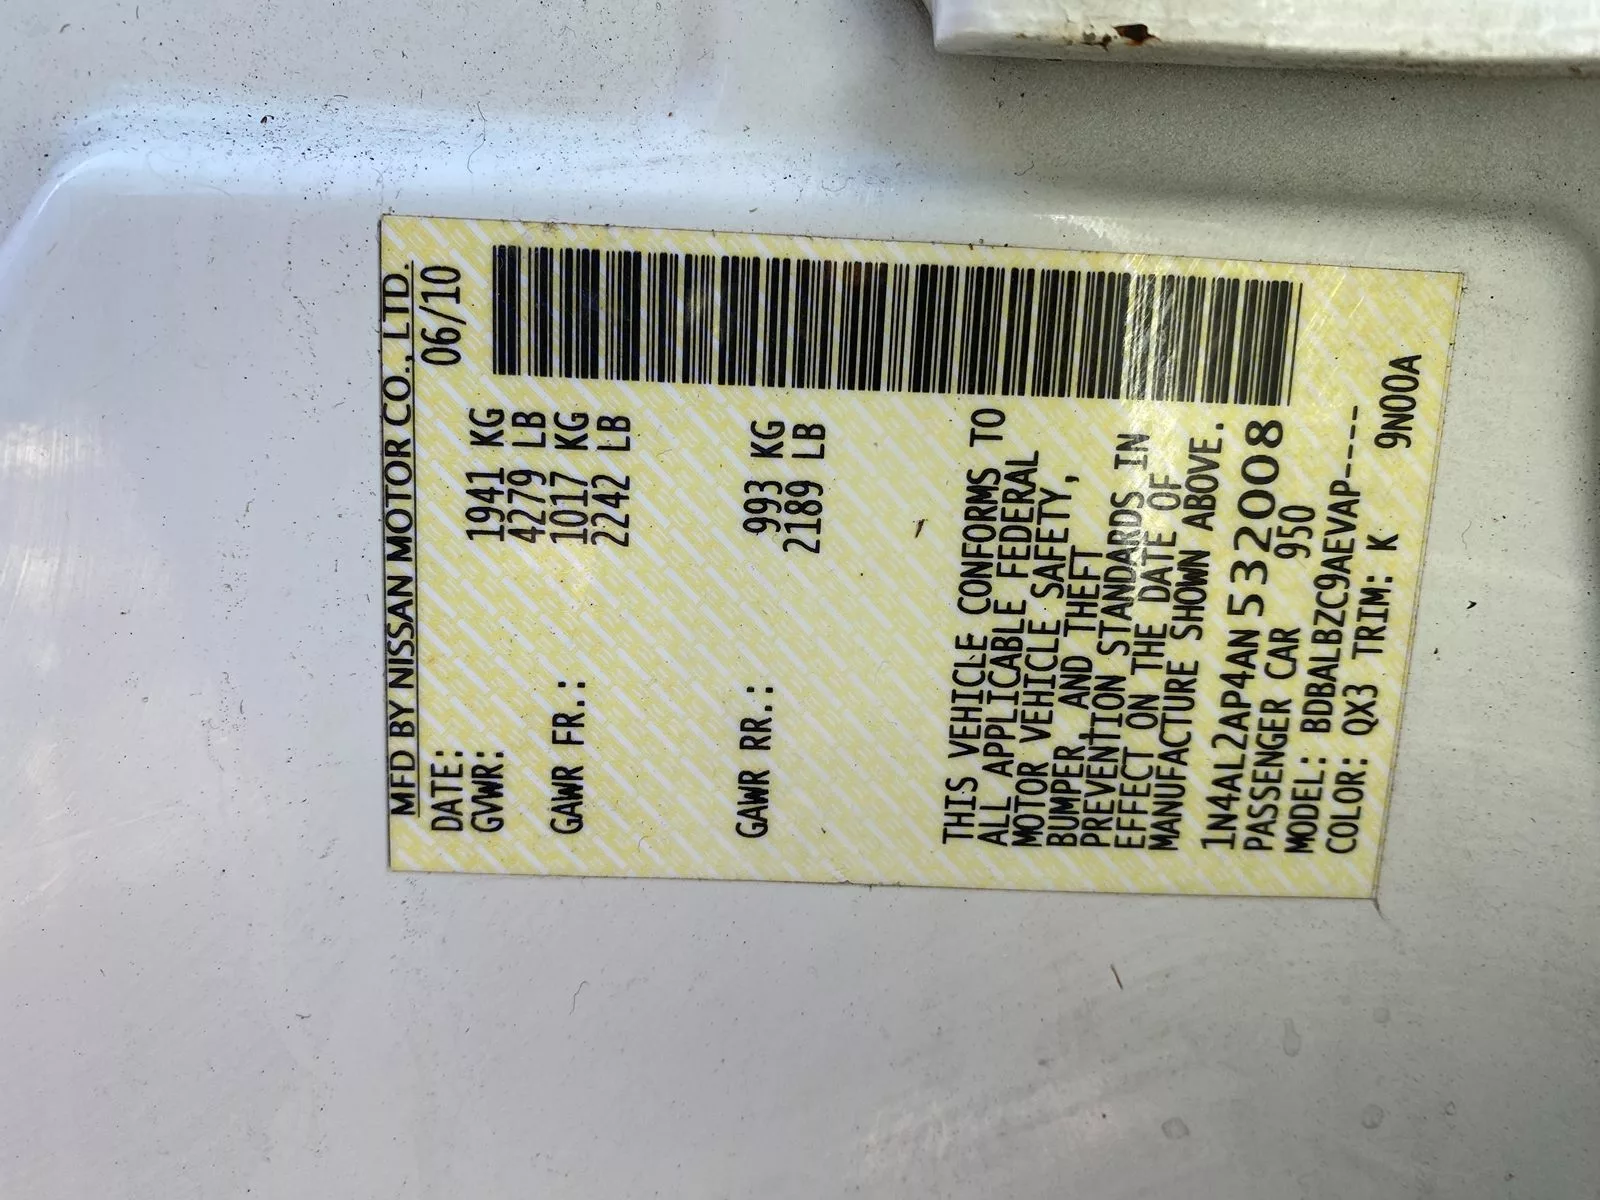 MFD BY NISSAN MOTOR CO., LTD.
DATE: 06/10
GVWR: 1941 KG
4279 LB
GAWR FR.: 1017 KG
2242 LB
GAWR RR.: 993 KG
2189 LB
THIS VEHICLE CONFORMS TO
ALL APPLICABLE FEDERAL
MOTOR VEHICLE SAFETY,
BUMPER, AND THEFT
PREVENTION STANDARDS IN
EFFECT ON THE DATE OF
MANUFACTURE SHOWN ABOVE.
1N4AL2AP4AN532008
PASSENGER CAR 950
MODEL: BDBALBZC9AEVAP----
COLOR: QX3 TRIM: K
9N00A